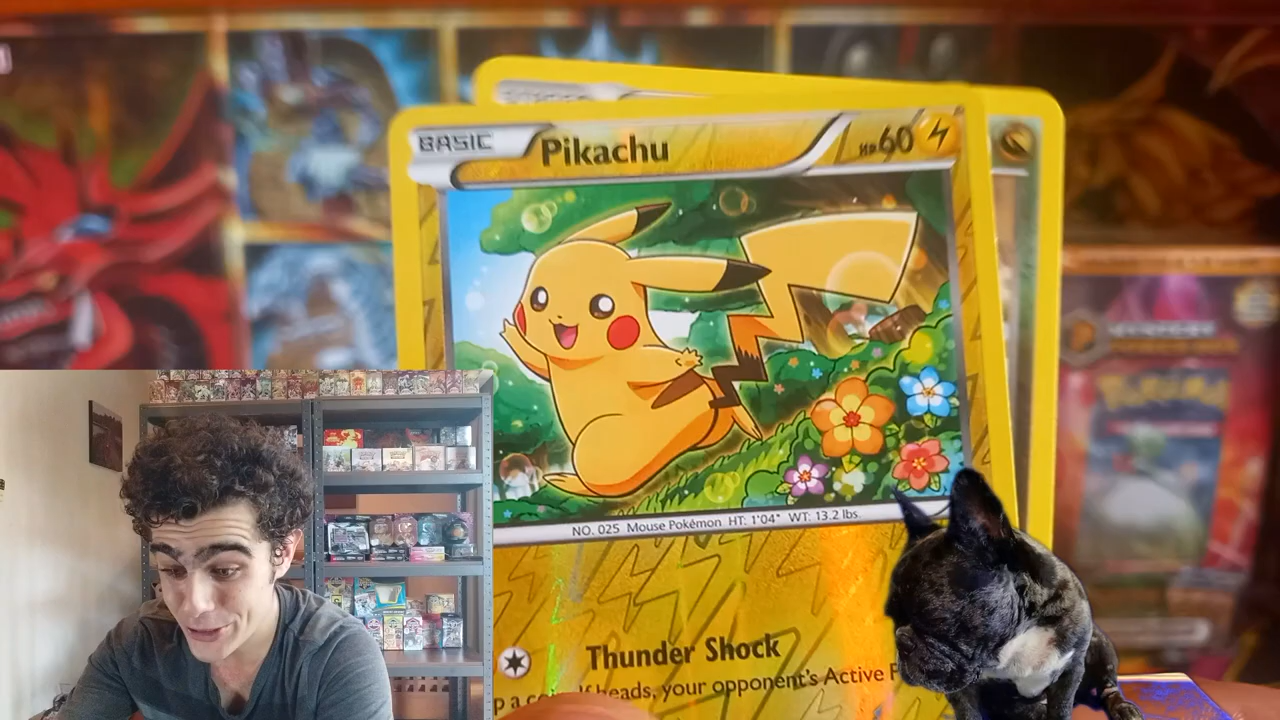 BASIC Pikachu HP60
NO. 025 Mouse Pokémon HT: 1'04" WT: 13.2 lbs.
Thunder Shock
heads, your opponent's Active
POKéMON